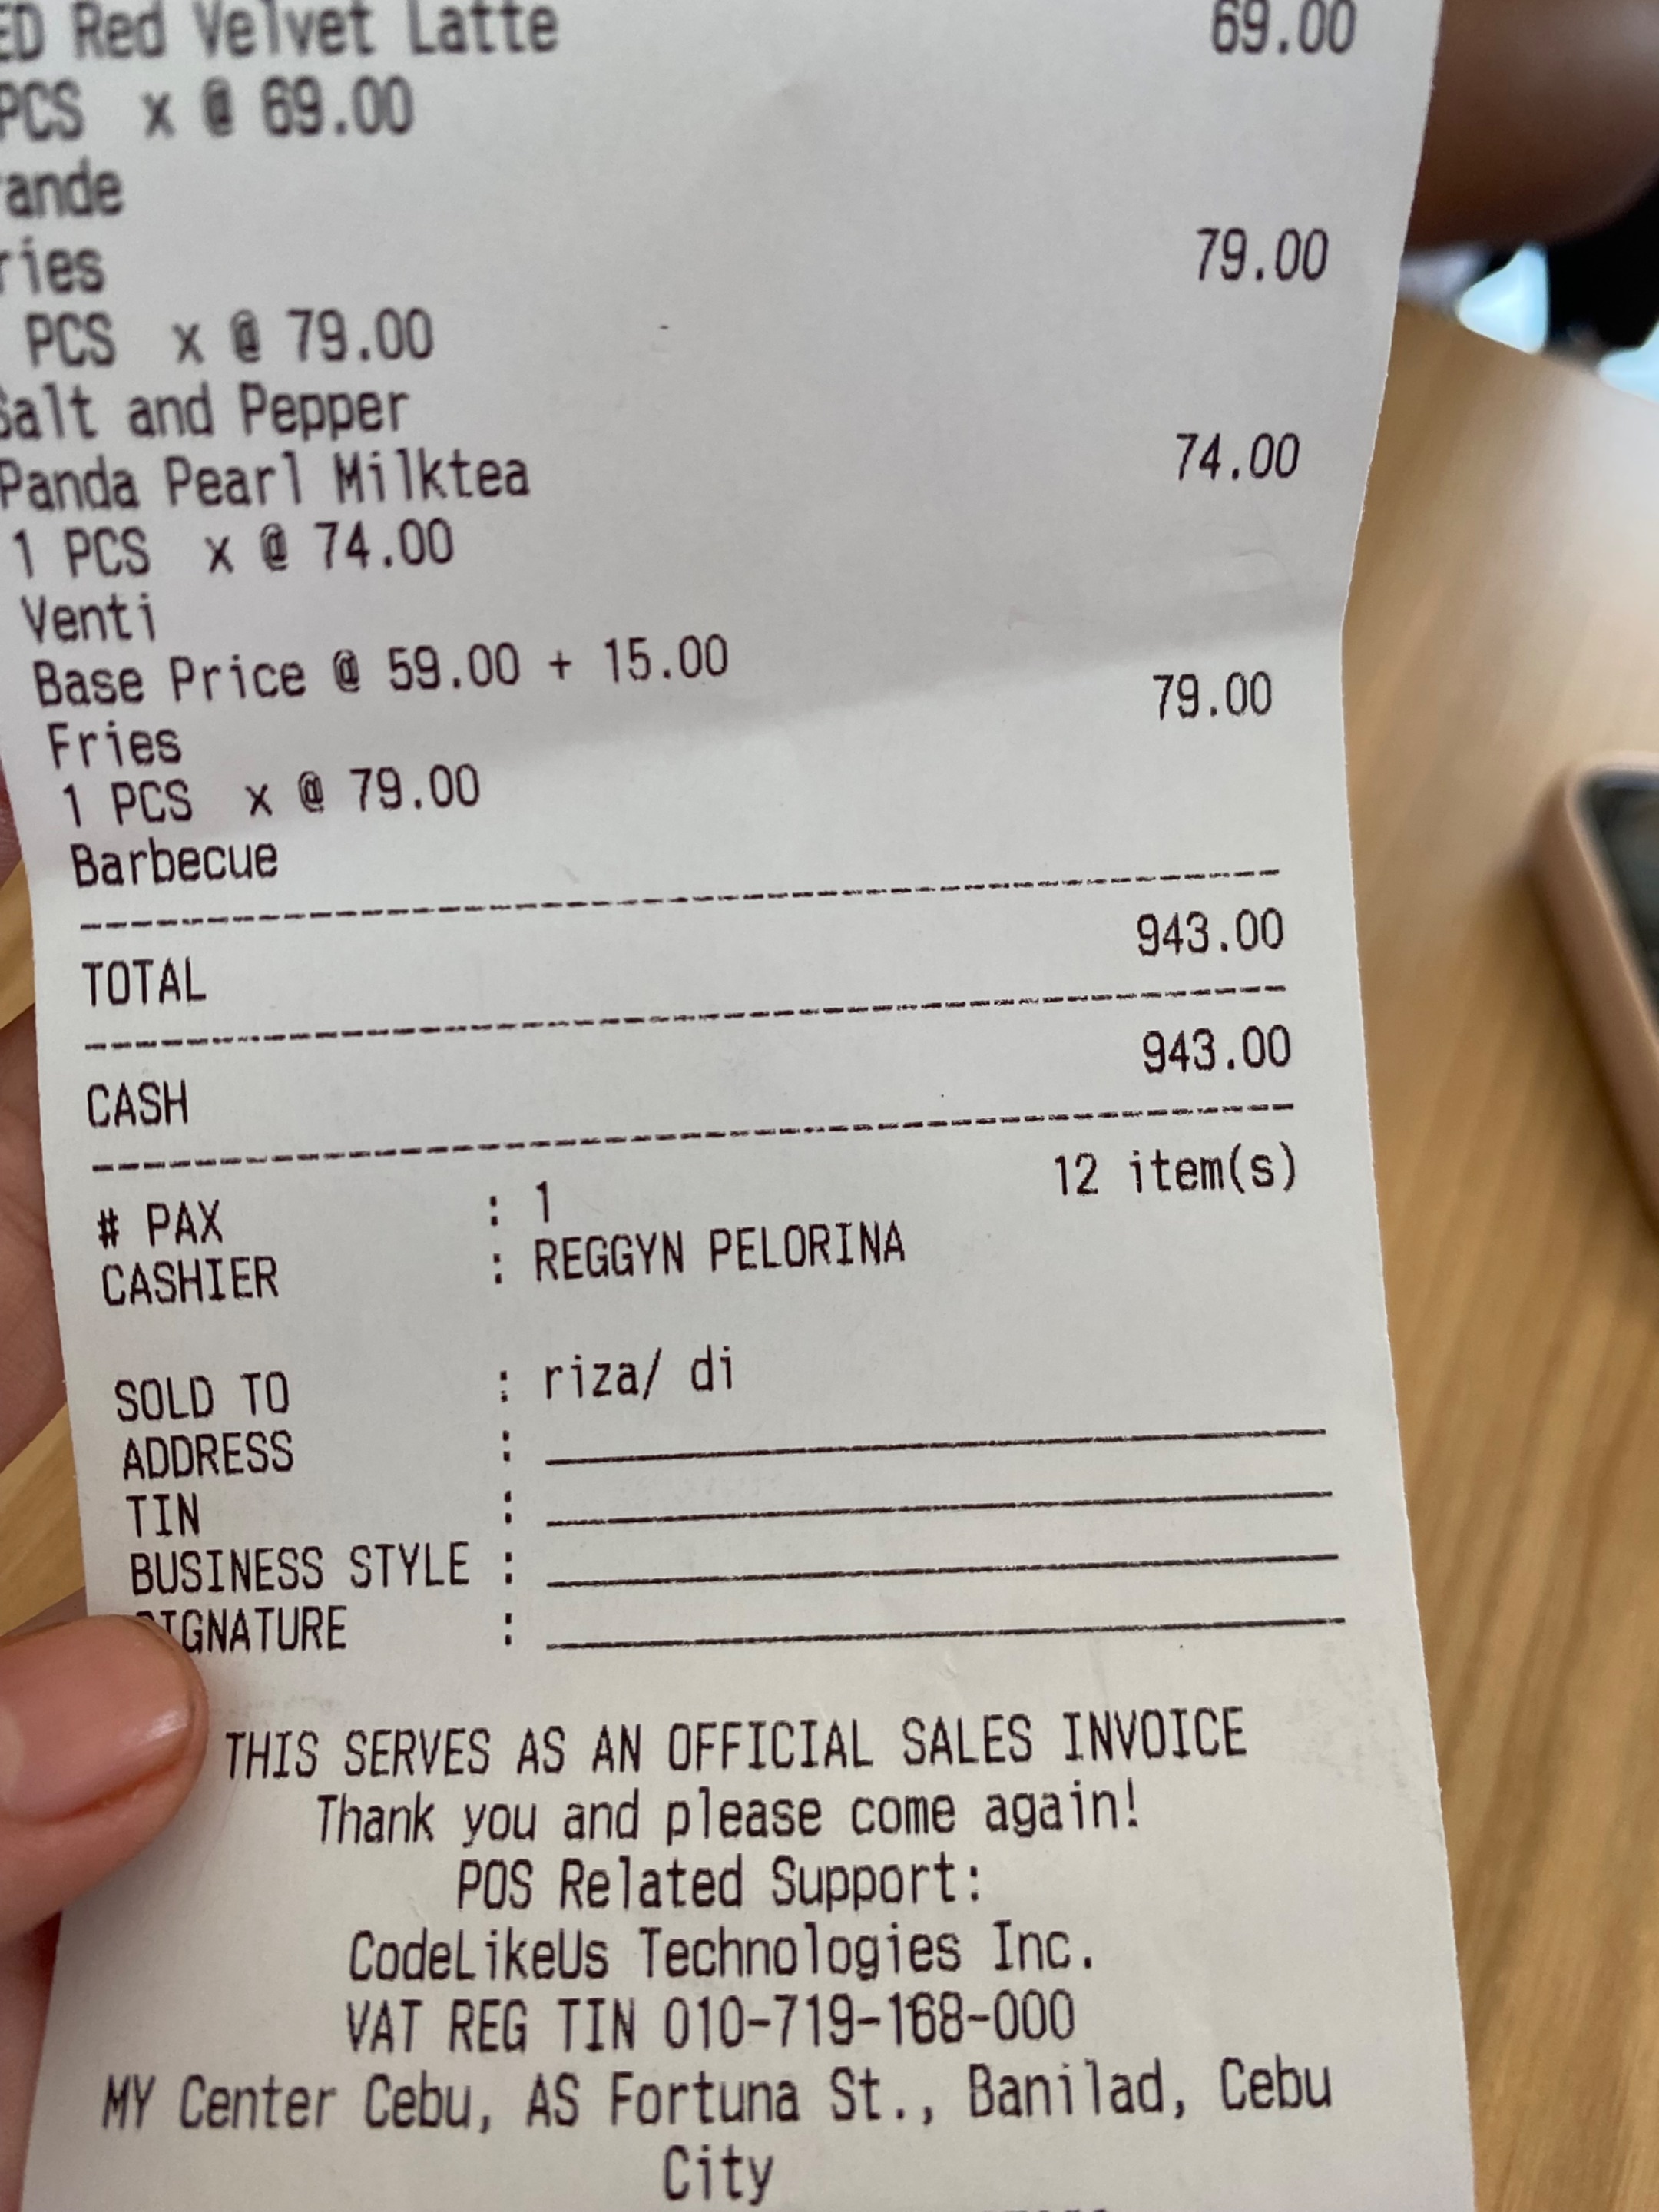 ED Red Velvet Latte 69.00
PCS x @ 69.00
ande
ries 79.00
PCS x @ 79.00
Salt and Pepper
Panda Pearl Milktea 74.00
1 PCS x @ 74.00
Venti
Base Price @ 59.00 + 15.00
Fries 79.00
1 PCS x @ 79.00
Barbecue
TOTAL 943.00
CASH 943.00
12 item(s)
# PAX : 1
CASHIER : REGGYN PELORINA
SOLD TO : riza/ di
ADDRESS :
TIN :
BUSINESS STYLE :
SIGNATURE :
THIS SERVES AS AN OFFICIAL SALES INVOICE
Thank you and please come again!
POS Related Support:
CodeLikeUs Technologies Inc.
VAT REG TIN 010-719-168-000
MY Center Cebu, AS Fortuna St., Banilad, Cebu
City